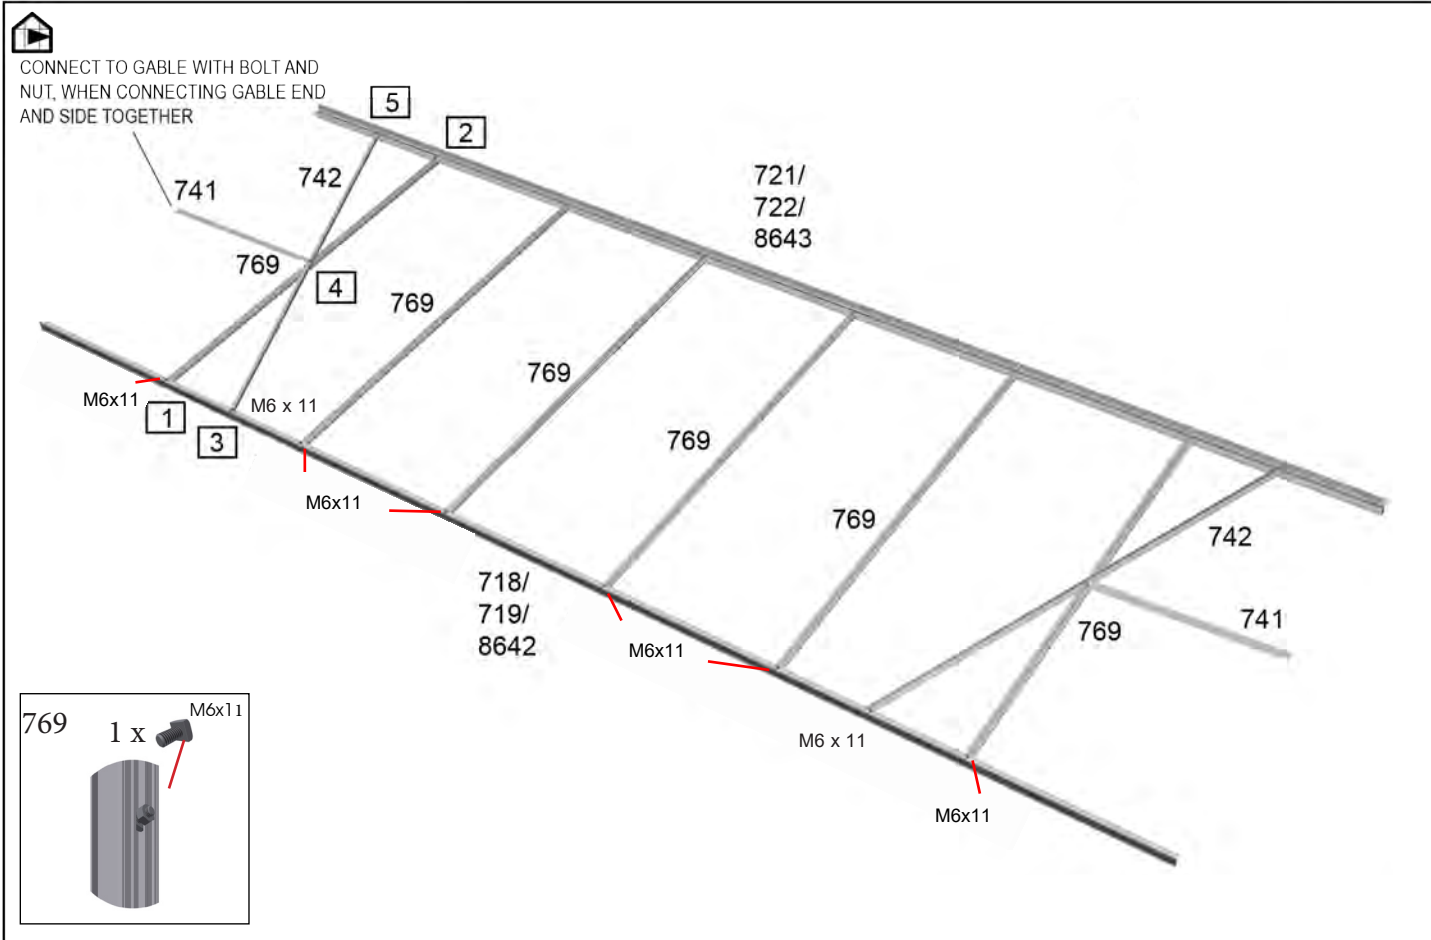 CONNECT TO GABLE WITH BOLT AND
NUT, WHEN CONNECTING GABLE END
AND SIDE TOGETHER
5
2
742
741
721/
722/
8643
769
4
769
769
M6x11
1
M6 x 11
3
M6x11
769
769
742
718/
719/
8642
M6x11
769
741
M6 x 11
M6x11
769
1 x
M6x11